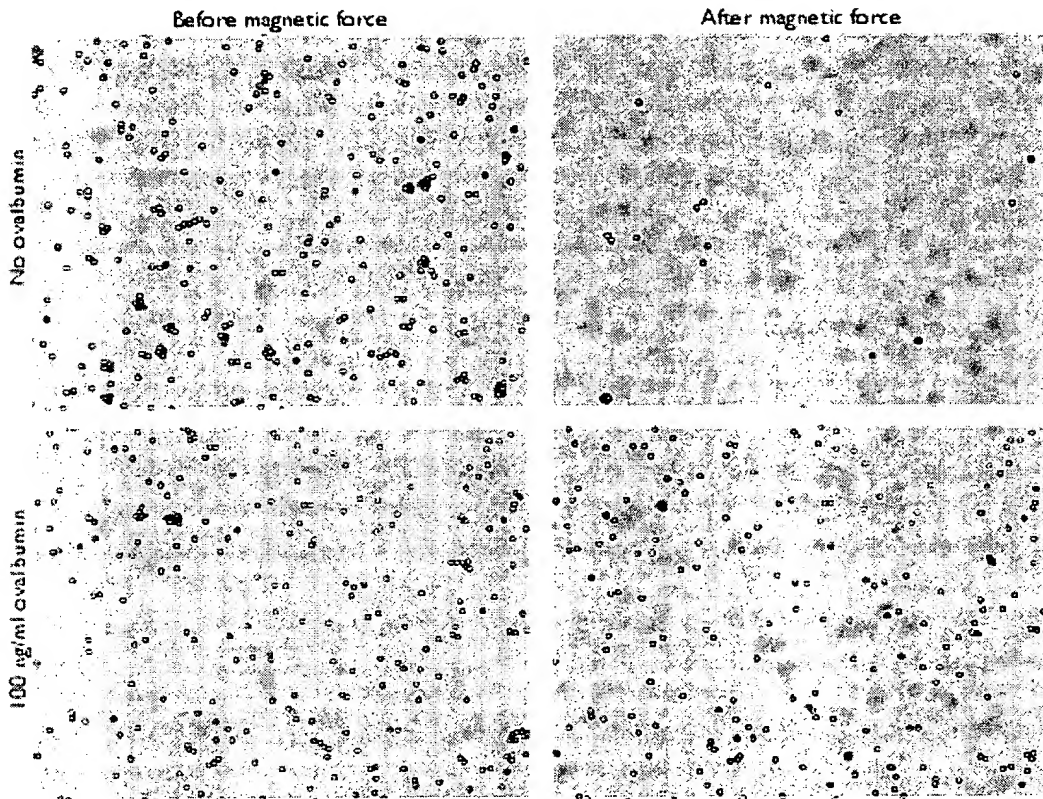 Before magnetic force
After magnetic force
No ovalbumin
100 ng/ml ovalbumin